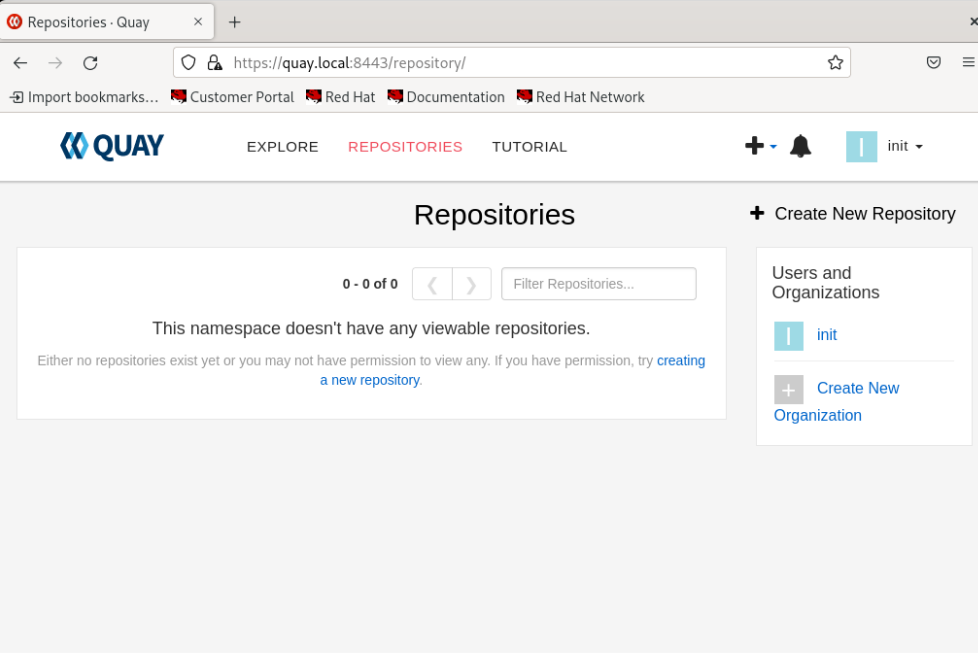 Repositories · Quay
https://quay.local:8443/repository/
Import bookmarks... Customer Portal Red Hat Documentation Red Hat Network
QUAY EXPLORE REPOSITORIES TUTORIAL I init
Repositories
Create New Repository
0 - 0 of 0 Filter Repositories...
This namespace doesn't have any viewable repositories.
Either no repositories exist yet or you may not have permission to view any. If you have permission, try creating
a new repository.
Users and
Organizations
I init
Create New
Organization